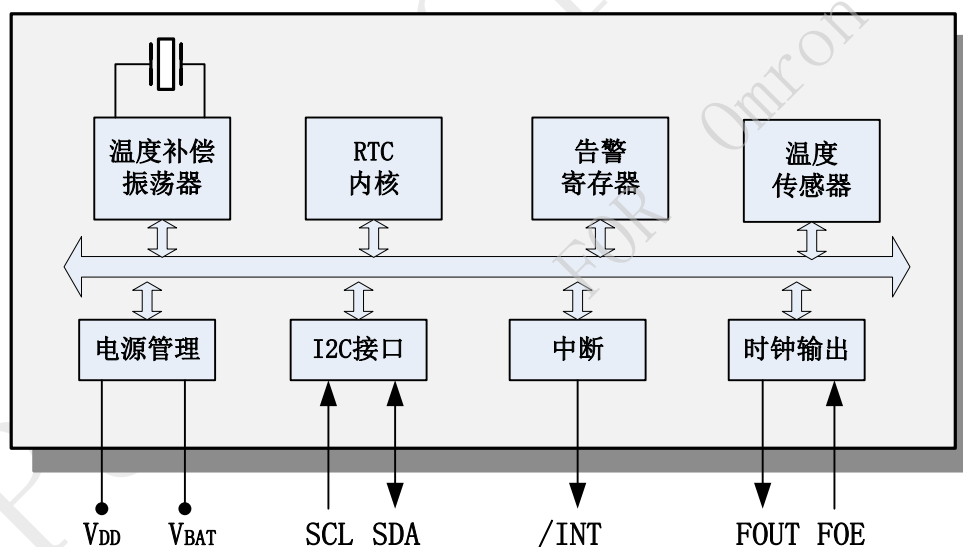 温度补偿
振荡器
RTC
内核
告警
寄存器
温度
传感器
电源管理
I2C接口
中断
时钟输出
VDD
VBAT
SCL
SDA
/INT
FOUT
FOE
FOR Omron